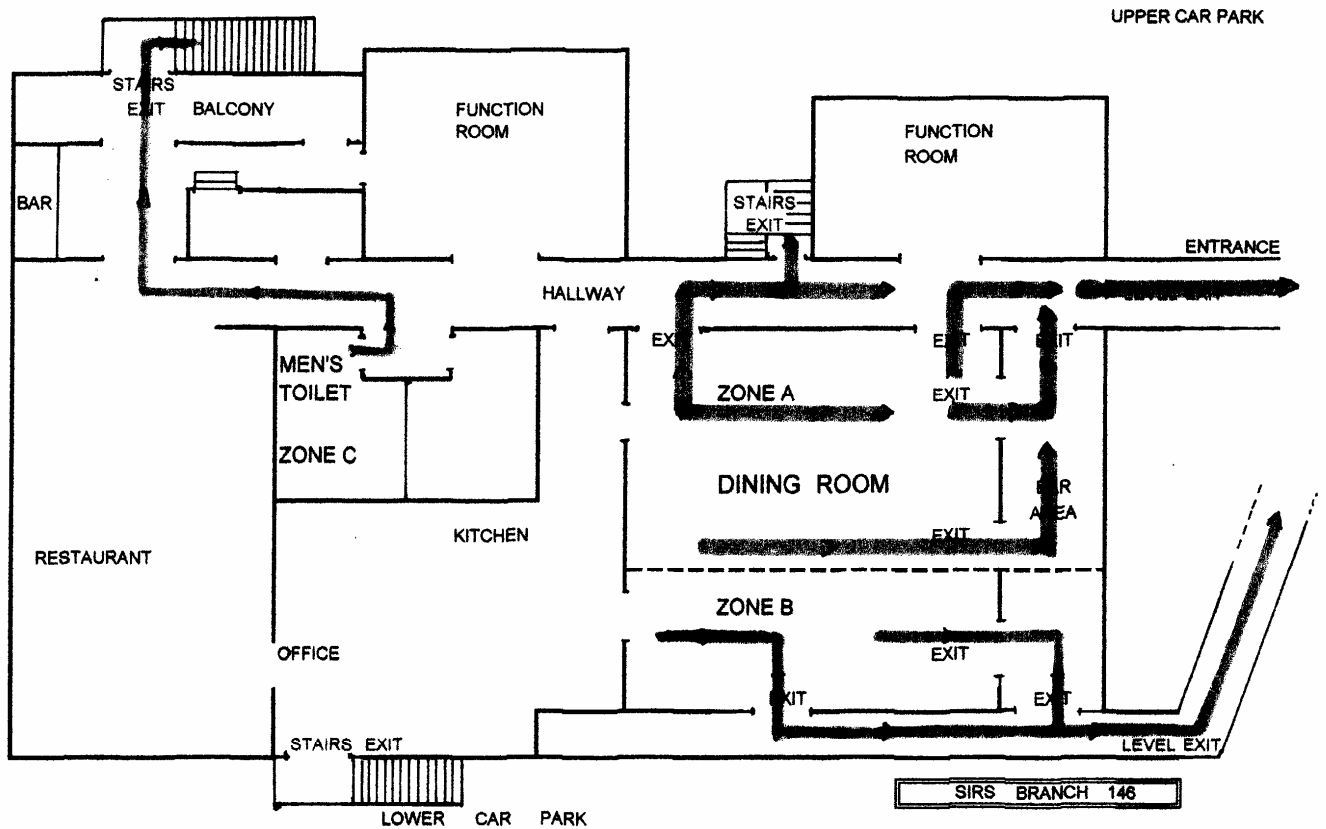 UPPER CAR PARK
STAIRS
EXIT
BALCONY
FUNCTION
ROOM
FUNCTION
ROOM
BAR
STAIRS
EXIT
ENTRANCE
HALLWAY
EXIT
EXIT
EXIT
MEN'S
TOILET
ZONE A
EXIT
ZONE C
DINING ROOM
BAR
AREA
KITCHEN
EXIT
RESTAURANT
ZONE B
OFFICE
EXIT
EXIT
EXIT
STAIRS EXIT
LEVEL EXIT
SIRS BRANCH 146
LOWER CAR PARK